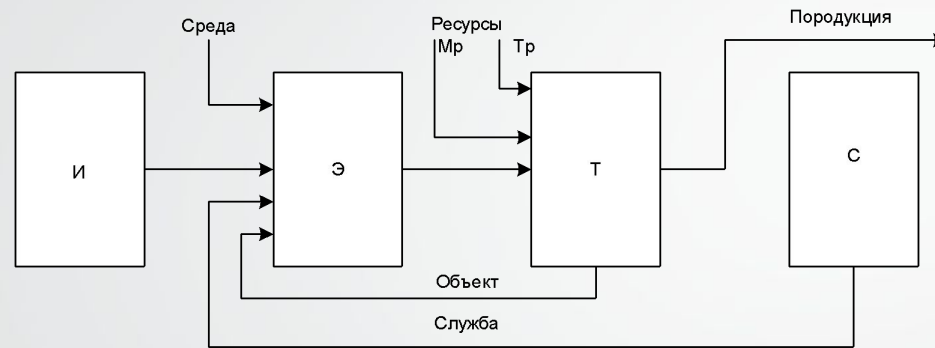 Среда
Ресурсы
Мр
Тр
Породукция
И
Э
Т
С
Объект
Служба